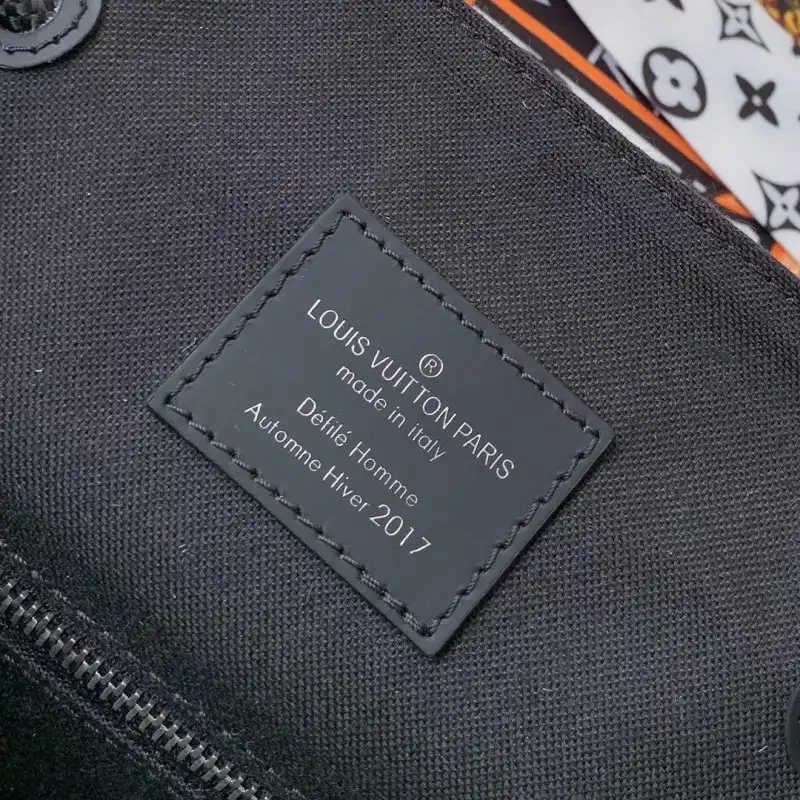 ®
LOUIS VUITTON PARIS
made in italy
Défilé Homme
Automne Hiver 2017